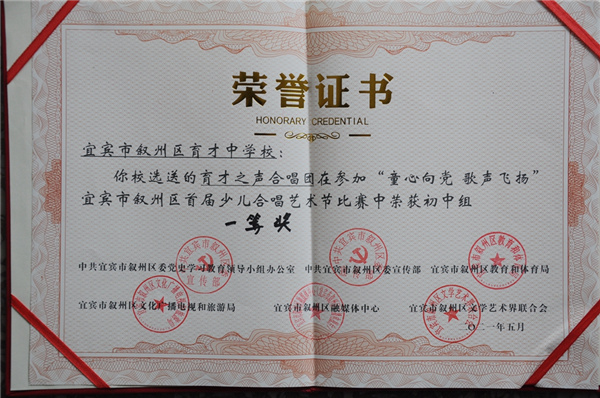 荣誉证书
HONORARY CREDENTIAL
宜宾市叙州区育才中学校：
你校选送的育才之声合唱团在参加“童心向党 歌声飞扬”
宜宾市叙州区首届少儿合唱艺术节比赛中荣获初中组
一等奖
中共宜宾市叙州区委党史学习教育领导小组办公室 中共宜宾市叙州区委宣传部 宜宾市叙州区教育和体育局
宜宾市叙州区文化广播电视和旅游局 宜宾市叙州区融媒体中心 宜宾市叙州区文学艺术界联合会
二〇二一年五月